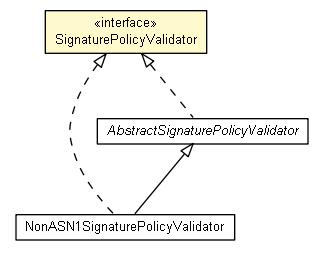 «interface»
SignaturePolicyValidator
AbstractSignaturePolicyValidator
NonASN1SignaturePolicyValidator